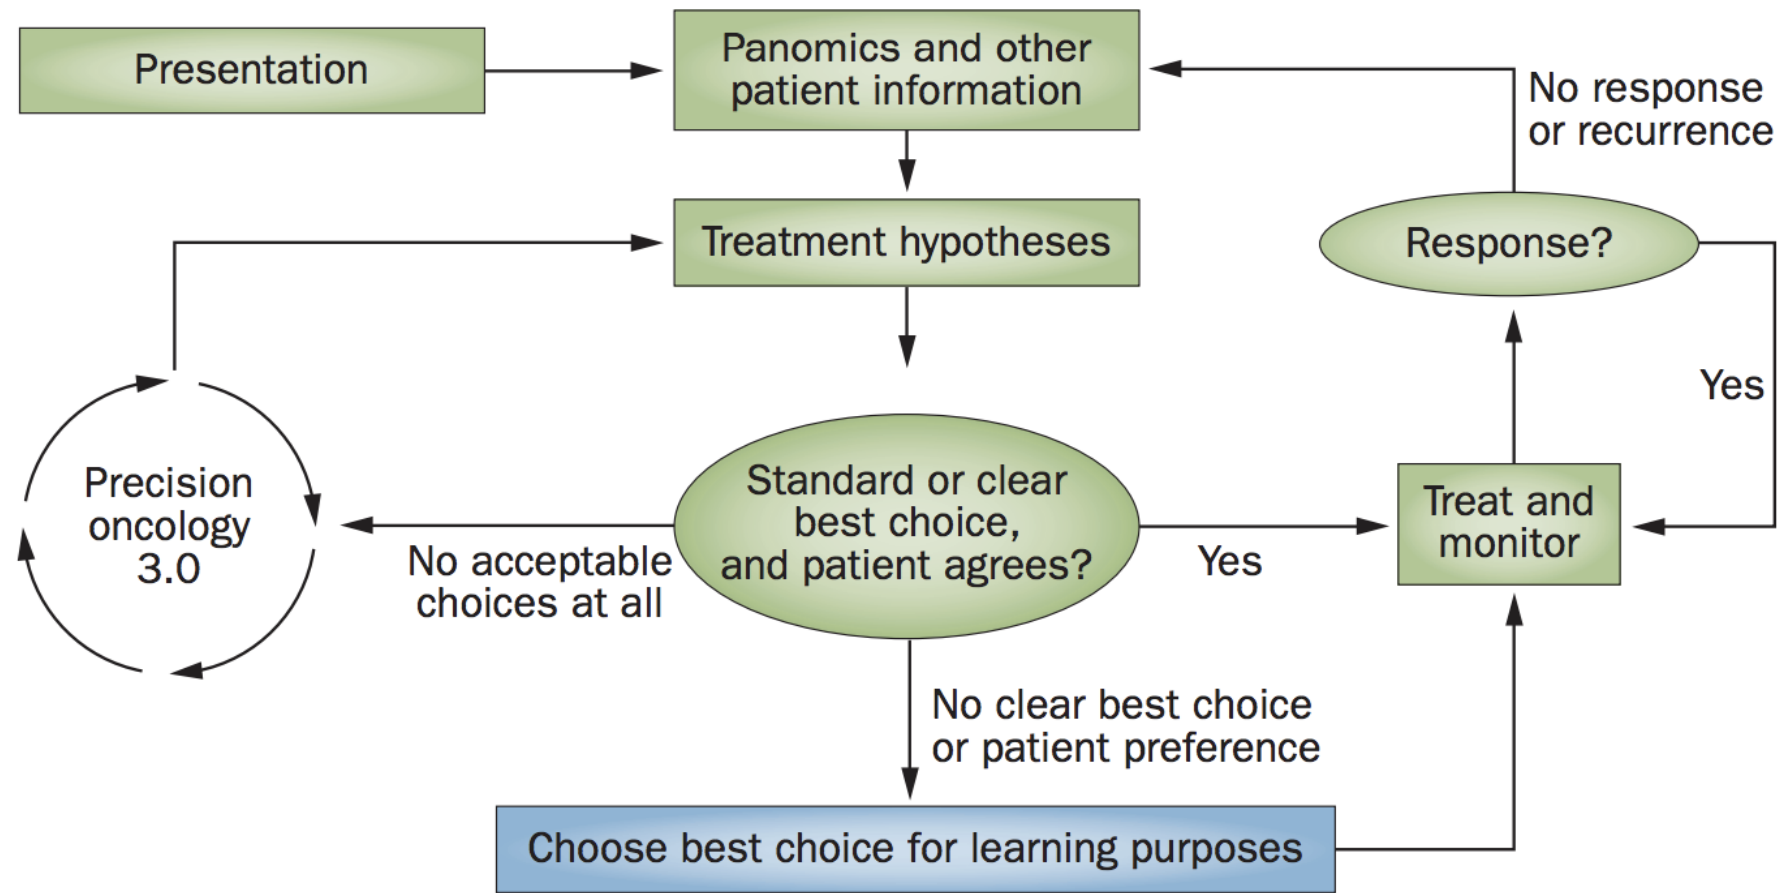 Presentation
Panomics and other
patient information
No response
or recurrence
Treatment hypotheses
Response?
Yes
Precision
oncology
3.0
No acceptable
choices at all
Standard or clear
best choice,
and patient agrees?
Yes
Treat and
monitor
No clear best choice
or patient preference
Choose best choice for learning purposes